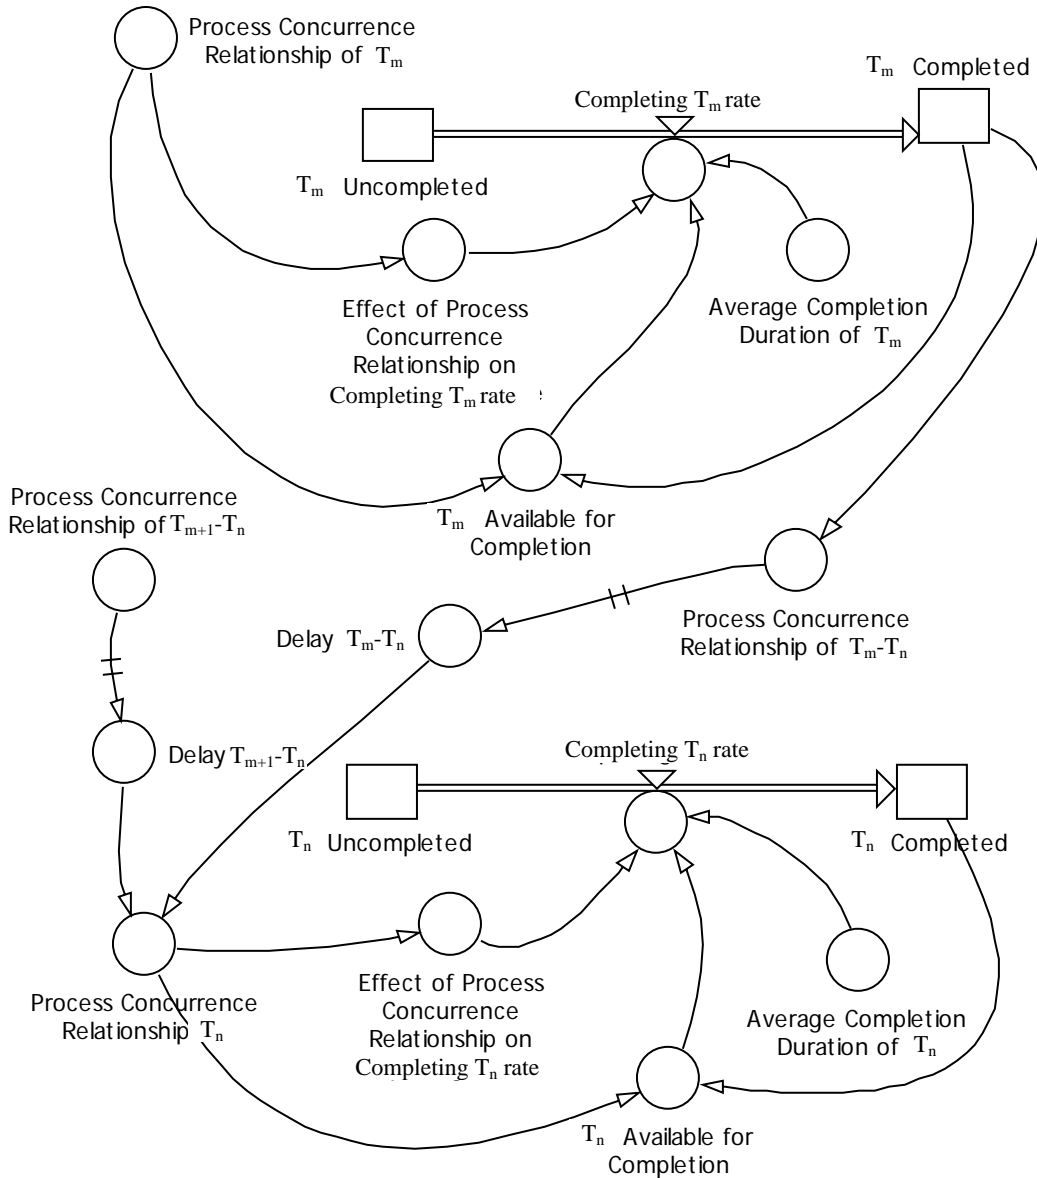 Process Concurrence
Relationship of Tₘ
Tₘ Completed
Completing Tₘ rate
Tₘ Uncompleted
Effect of Process
Concurrence
Relationship on
Completing Tₘ rate
Average Completion
Duration of Tₘ
Process Concurrence
Relationship of Tₘ₊₁-Tₙ
Tₘ Available for
Completion
Delay Tₘ-Tₙ
Process Concurrence
Relationship of Tₘ-Tₙ
Delay Tₘ₊₁-Tₙ
Completing Tₙ rate
Tₙ Uncompleted
Tₙ Completed
Process Concurrence
Relationship Tₙ
Effect of Process
Concurrence
Relationship on
Completing Tₙ rate
Average Completion
Duration of Tₙ
Tₙ Available for
Completion